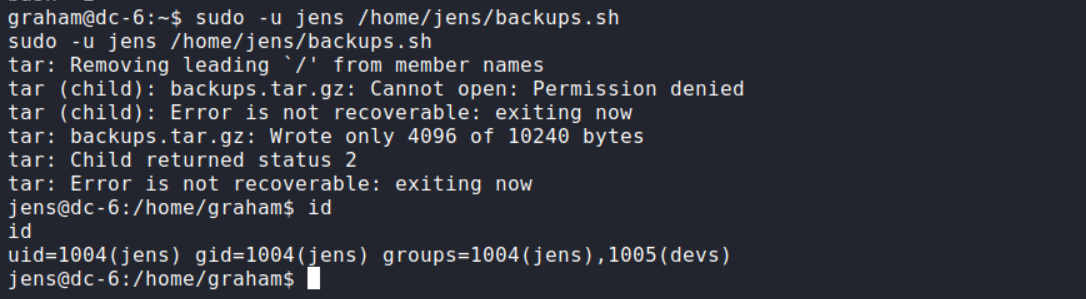 graham@dc-6:~$ sudo -u jens /home/jens/backups.sh
sudo -u jens /home/jens/backups.sh
tar: Removing leading `/' from member names
tar (child): backups.tar.gz: Cannot open: Permission denied
tar (child): Error is not recoverable: exiting now
tar: backups.tar.gz: Wrote only 4096 of 10240 bytes
tar: Child returned status 2
tar: Error is not recoverable: exiting now
jens@dc-6:/home/graham$ id
id
uid=1004(jens) gid=1004(jens) groups=1004(jens),1005(devs)
jens@dc-6:/home/graham$